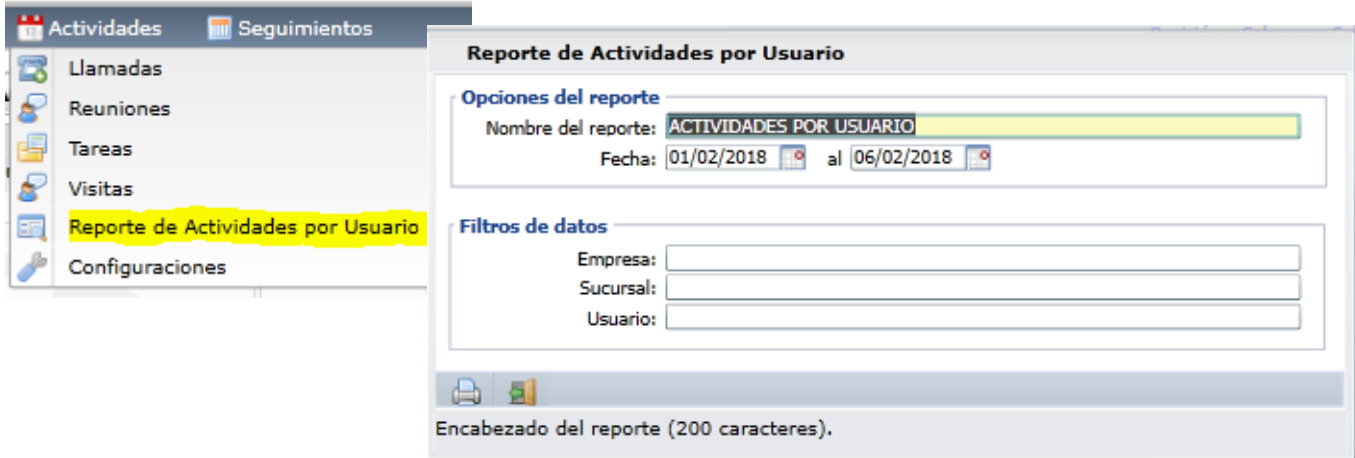 Actividades Seguimientos
Llamadas
Reuniones
Tareas
Visitas
Reporte de Actividades por Usuario
Configuraciones
Reporte de Actividades por Usuario
Opciones del reporte
Nombre del reporte: ACTIVIDADES POR USUARIO
Fecha: 01/02/2018 al 06/02/2018
Filtros de datos
Empresa:
Sucursal:
Usuario:
Encabezado del reporte (200 caracteres).